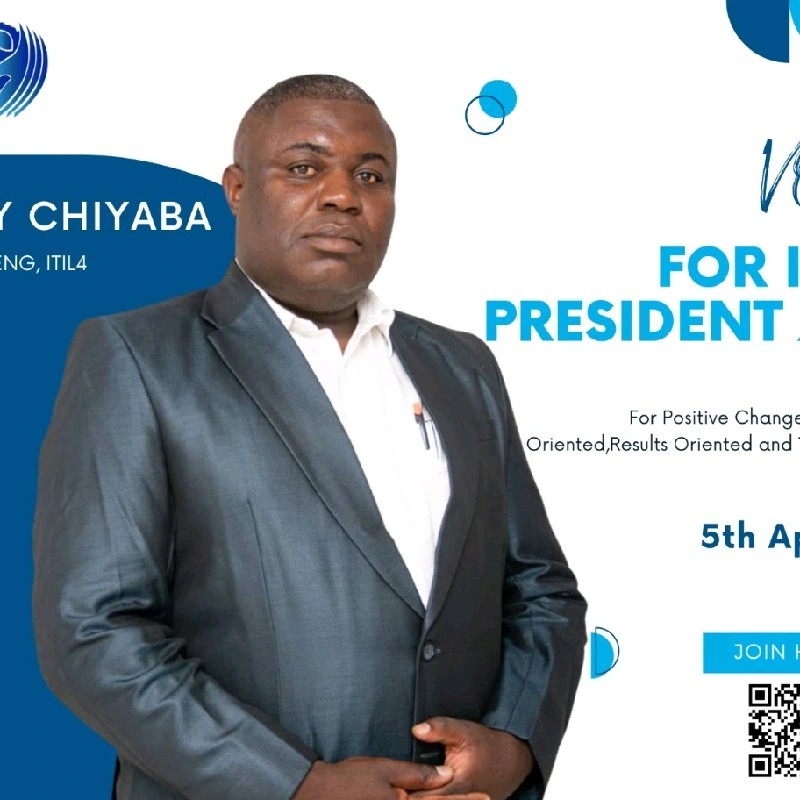 Y CHIYABA
ENG, ITIL4
FOR
PRESIDENT
For Positive Change
Oriented,Results Oriented and
5th Ap
JOIN